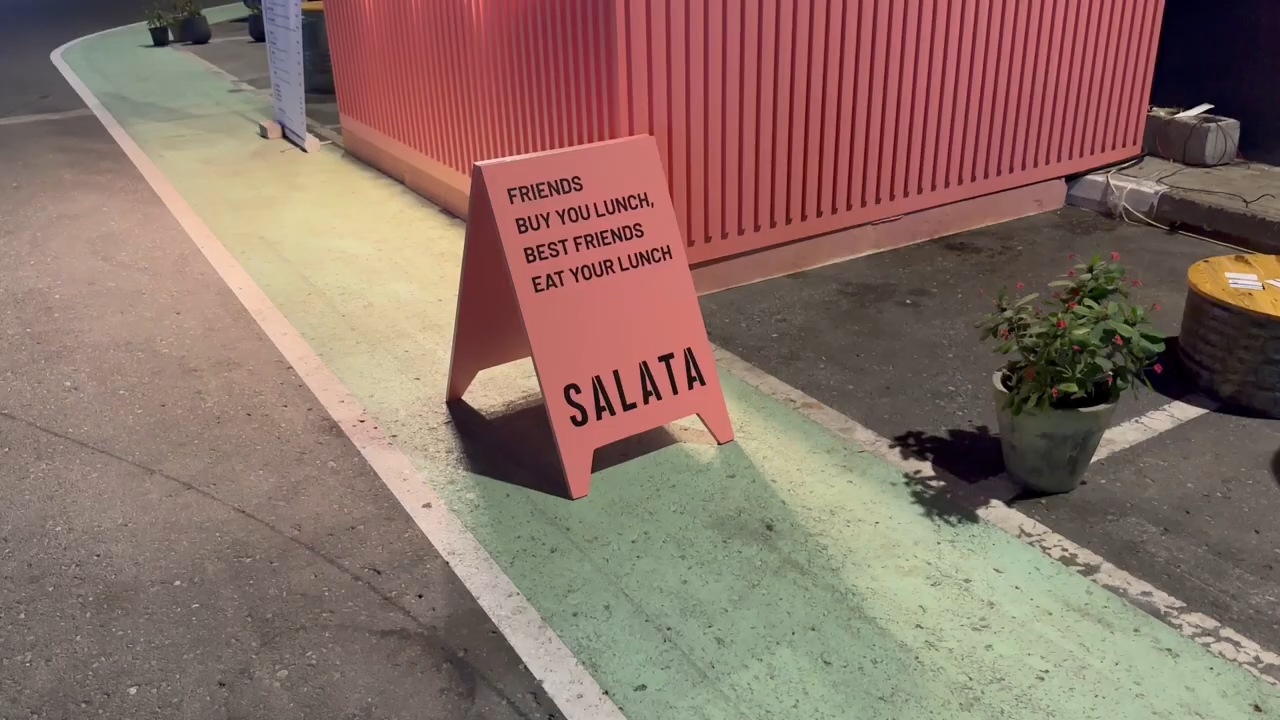 FRIENDS
BUY YOU LUNCH,
BEST FRIENDS
EAT YOUR LUNCH
SALATA